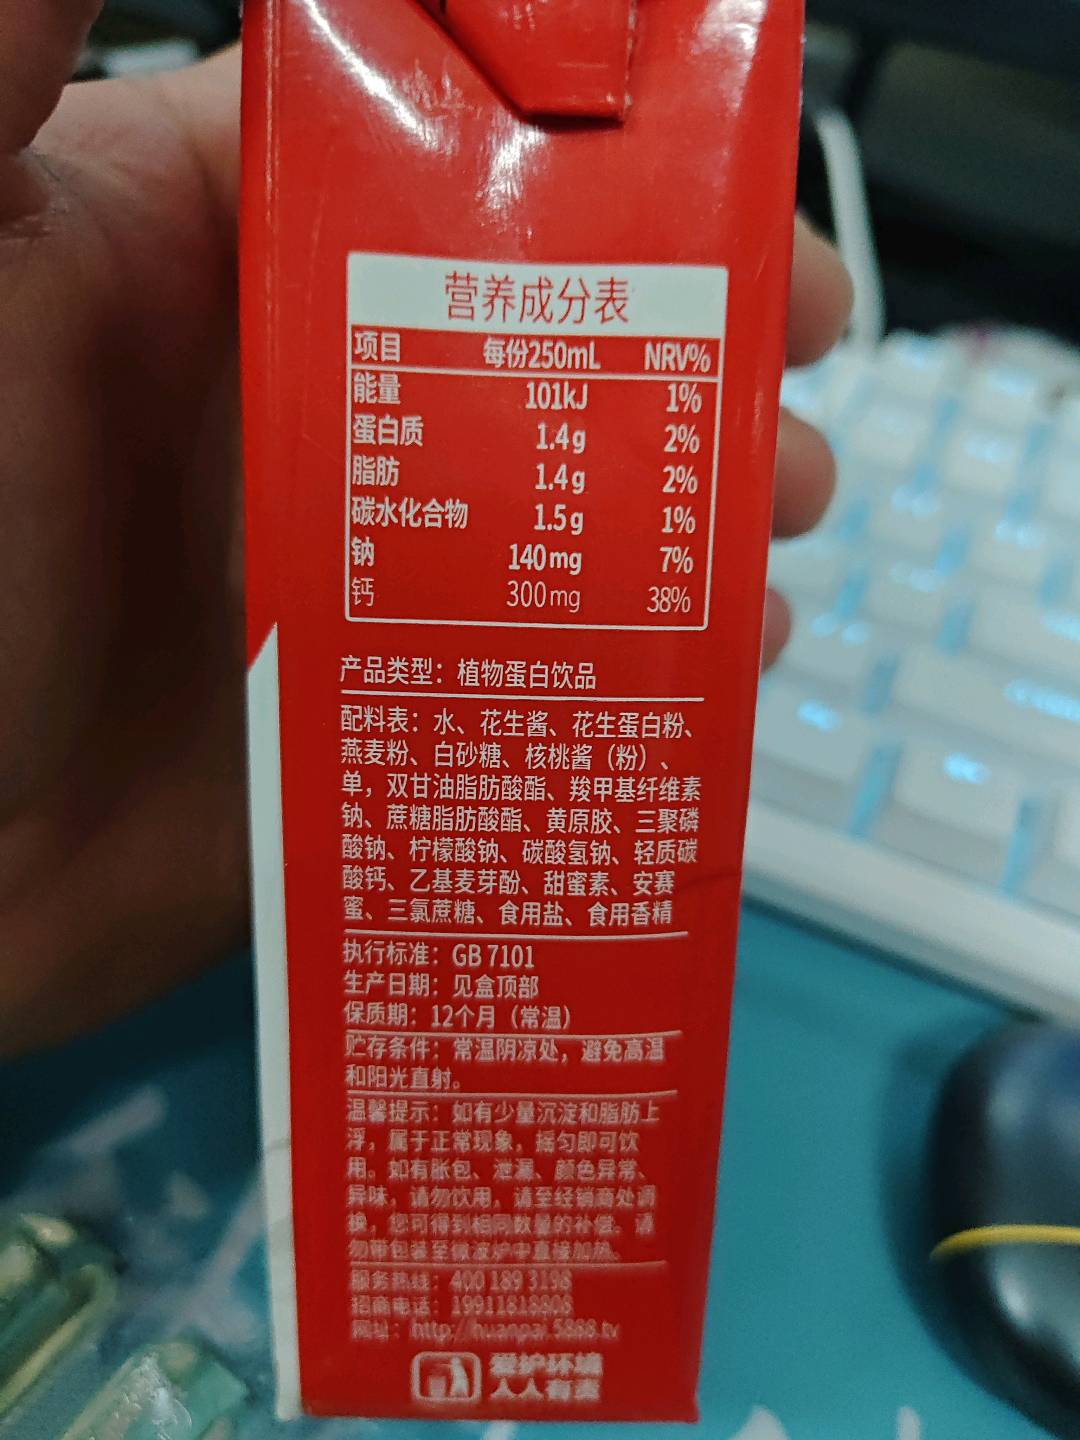 营养成分表
项目 每份250mL NRV%
能量 101kJ 1%
蛋白质 1.4g 2%
脂肪 1.4g 2%
碳水化合物 1.5g 1%
钠 140mg 7%
钙 300mg 38%
产品类型：植物蛋白饮品
配料表：水、花生酱、花生蛋白粉、
燕麦粉、白砂糖、核桃酱（粉）、
单，双甘油脂肪酸酯、羧甲基纤维素
钠、蔗糖脂肪酸酯、黄原胶、三聚磷
酸钠、柠檬酸钠、碳酸氢钠、轻质碳
酸钙、乙基麦芽酚、甜蜜素、安赛
蜜、三氯蔗糖、食用盐、食用香精
执行标准：GB 7101
生产日期：见盒顶部
保质期：12个月（常温）
贮存条件：常温阴凉处，避免高温
和阳光直射。
温馨提示：如有少量沉淀和脂肪上
浮，属于正常现象，摇匀即可饮
用。如有胀包、泄漏、颜色异常、
异味，请勿饮用，请至经销商处调
换，您可得到相同数量的补偿。请
勿带包装至微波炉中直接加热。
服务热线：400 189 3198
招商电话：19911818808
网址：http://huanpai.5888.tv
爱护环境
人人有责